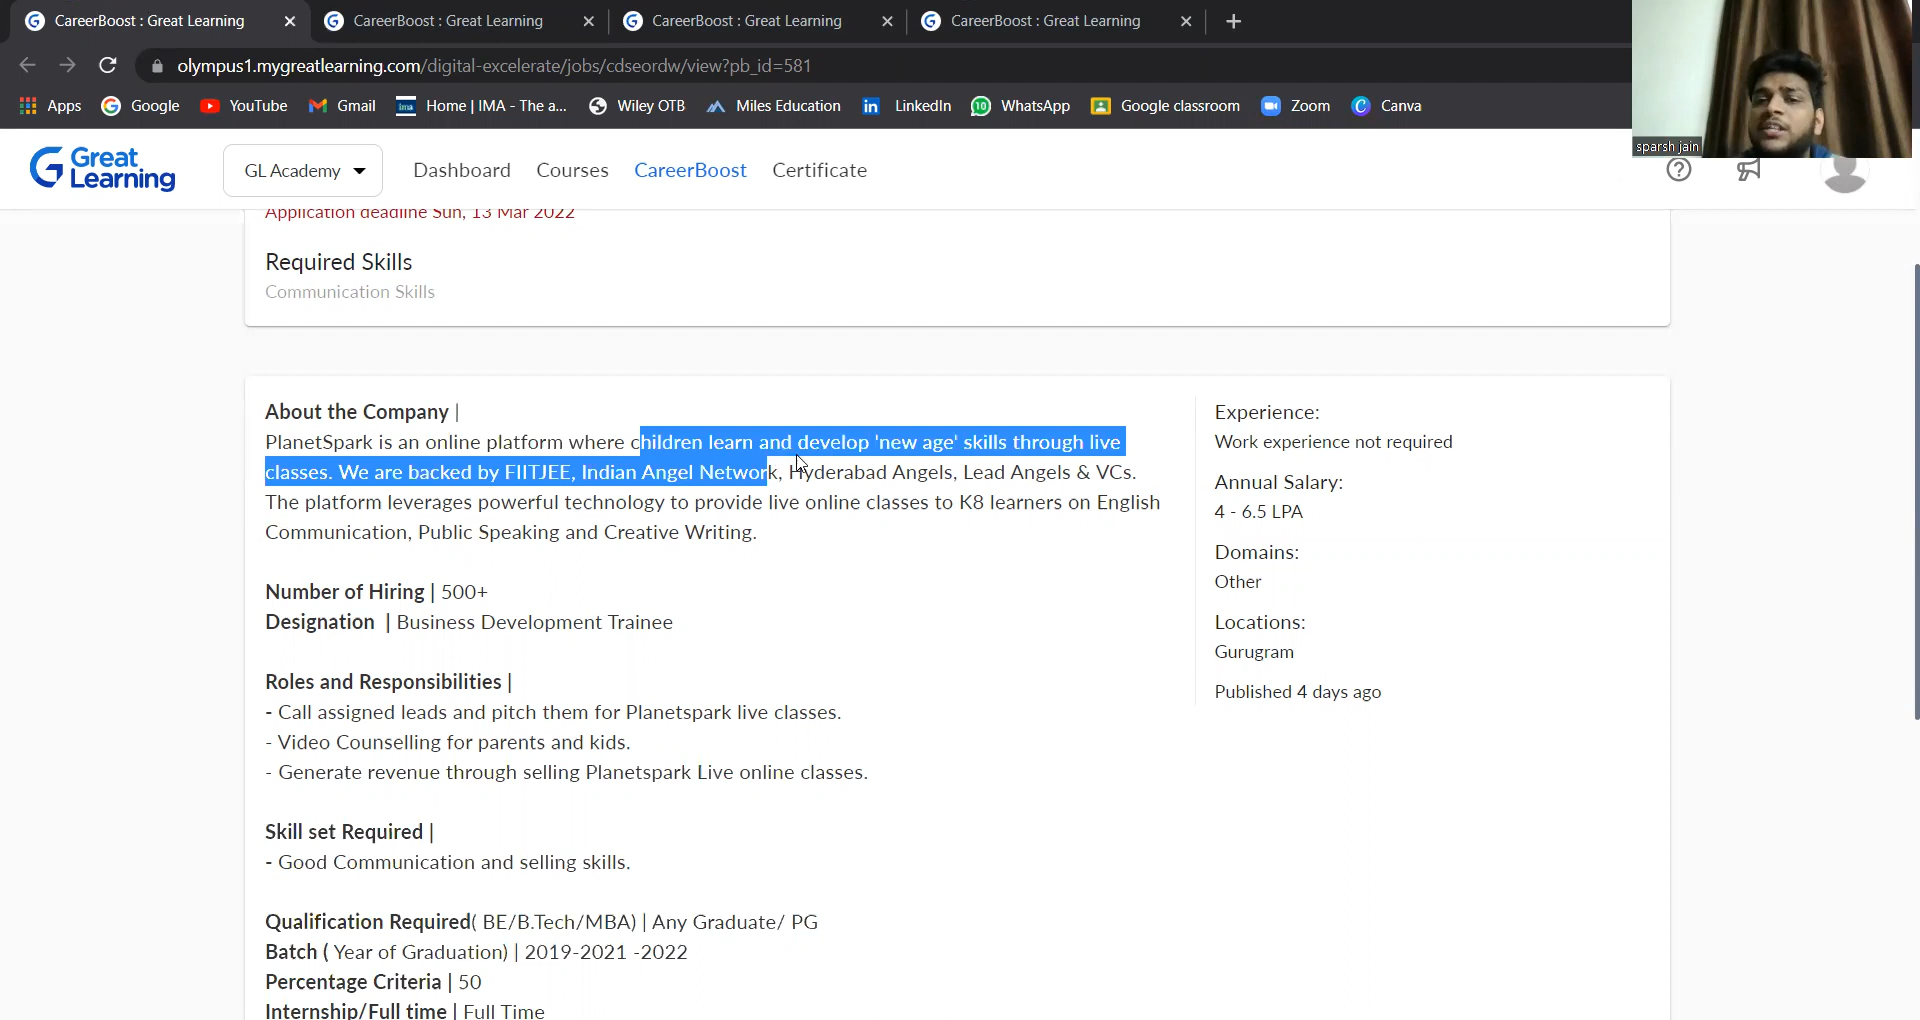 CareerBoost : Great Learning CareerBoost : Great Learning CareerBoost : Great Learning CareerBoost : Great Learning
olympus1.mygreatlearning.com/digital-excelerate/jobs/cdseordw/view?pb_id=581
Apps Google YouTube Gmail ima Home | IMA - The a... Wiley OTB Miles Education LinkedIn 10 WhatsApp Google classroom Zoom Canva
sparsh jain
Great Learning GL Academy Dashboard Courses CareerBoost Certificate
Application deadline Sun, 13 Mar 2022
Required Skills
Communication Skills
About the Company |
PlanetSpark is an online platform where children learn and develop 'new age' skills through live
classes. We are backed by FIITJEE, Indian Angel Network, Hyderabad Angels, Lead Angels & VCs.
The platform leverages powerful technology to provide live online classes to K8 learners on English
Communication, Public Speaking and Creative Writing.
Number of Hiring | 500+
Designation | Business Development Trainee
Roles and Responsibilities |
- Call assigned leads and pitch them for Planetspark live classes.
- Video Counselling for parents and kids.
- Generate revenue through selling Planetspark Live online classes.
Skill set Required |
- Good Communication and selling skills.
Qualification Required( BE/B.Tech/MBA) | Any Graduate/ PG
Batch ( Year of Graduation) | 2019-2021 -2022
Percentage Criteria | 50
Internship/Full time | Full Time
Experience:
Work experience not required
Annual Salary:
4 - 6.5 LPA
Domains:
Other
Locations:
Gurugram
Published 4 days ago